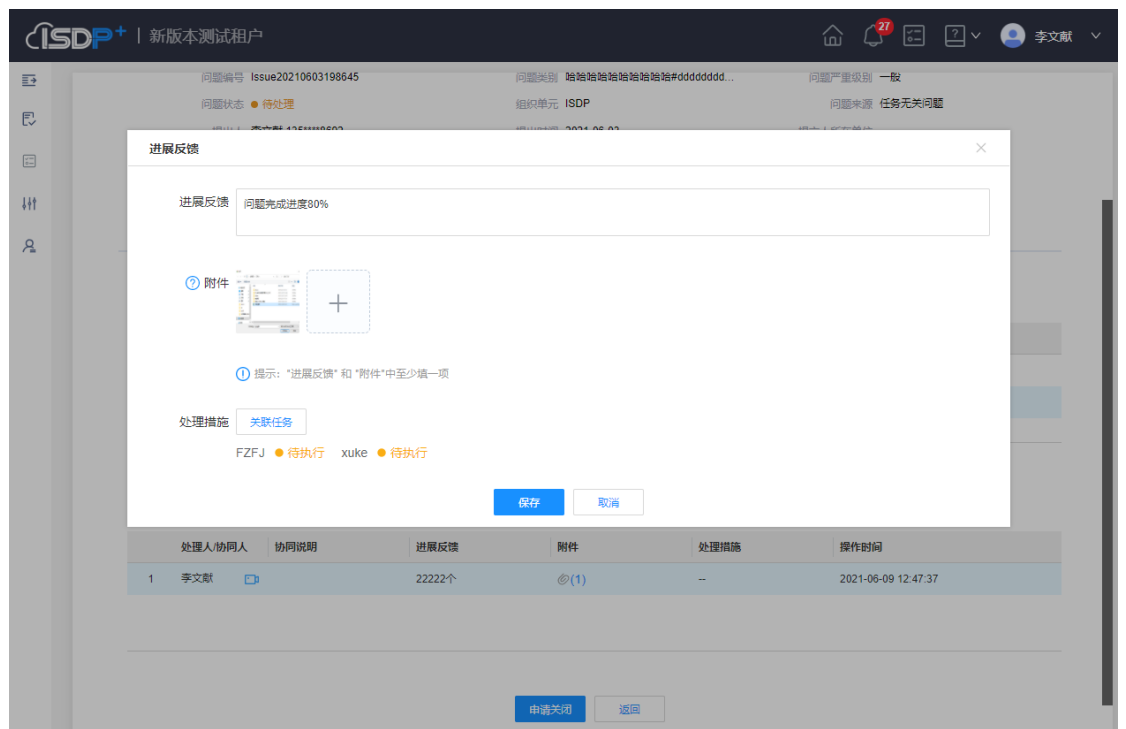 ISDP+ | 新版本测试租户 27 李文献
问题编号 Issue20210603198645 问题类别 哈哈哈哈哈哈哈哈哈哈#dddddddd... 问题严重级别 一般
问题状态 待处理 组织单元 ISDP 问题来源 任务无关问题
进展反馈
进展反馈 问题完成进度80%
附件
提示："进展反馈" 和 "附件"中至少填一项
处理措施 关联任务
FZFJ 待执行 xuke 待执行
保存 取消
处理人/协同人 协同说明 进展反馈 附件 处理措施 操作时间
1 李文献 22222个 (1) -- 2021-06-09 12:47:37
申请关闭 返回